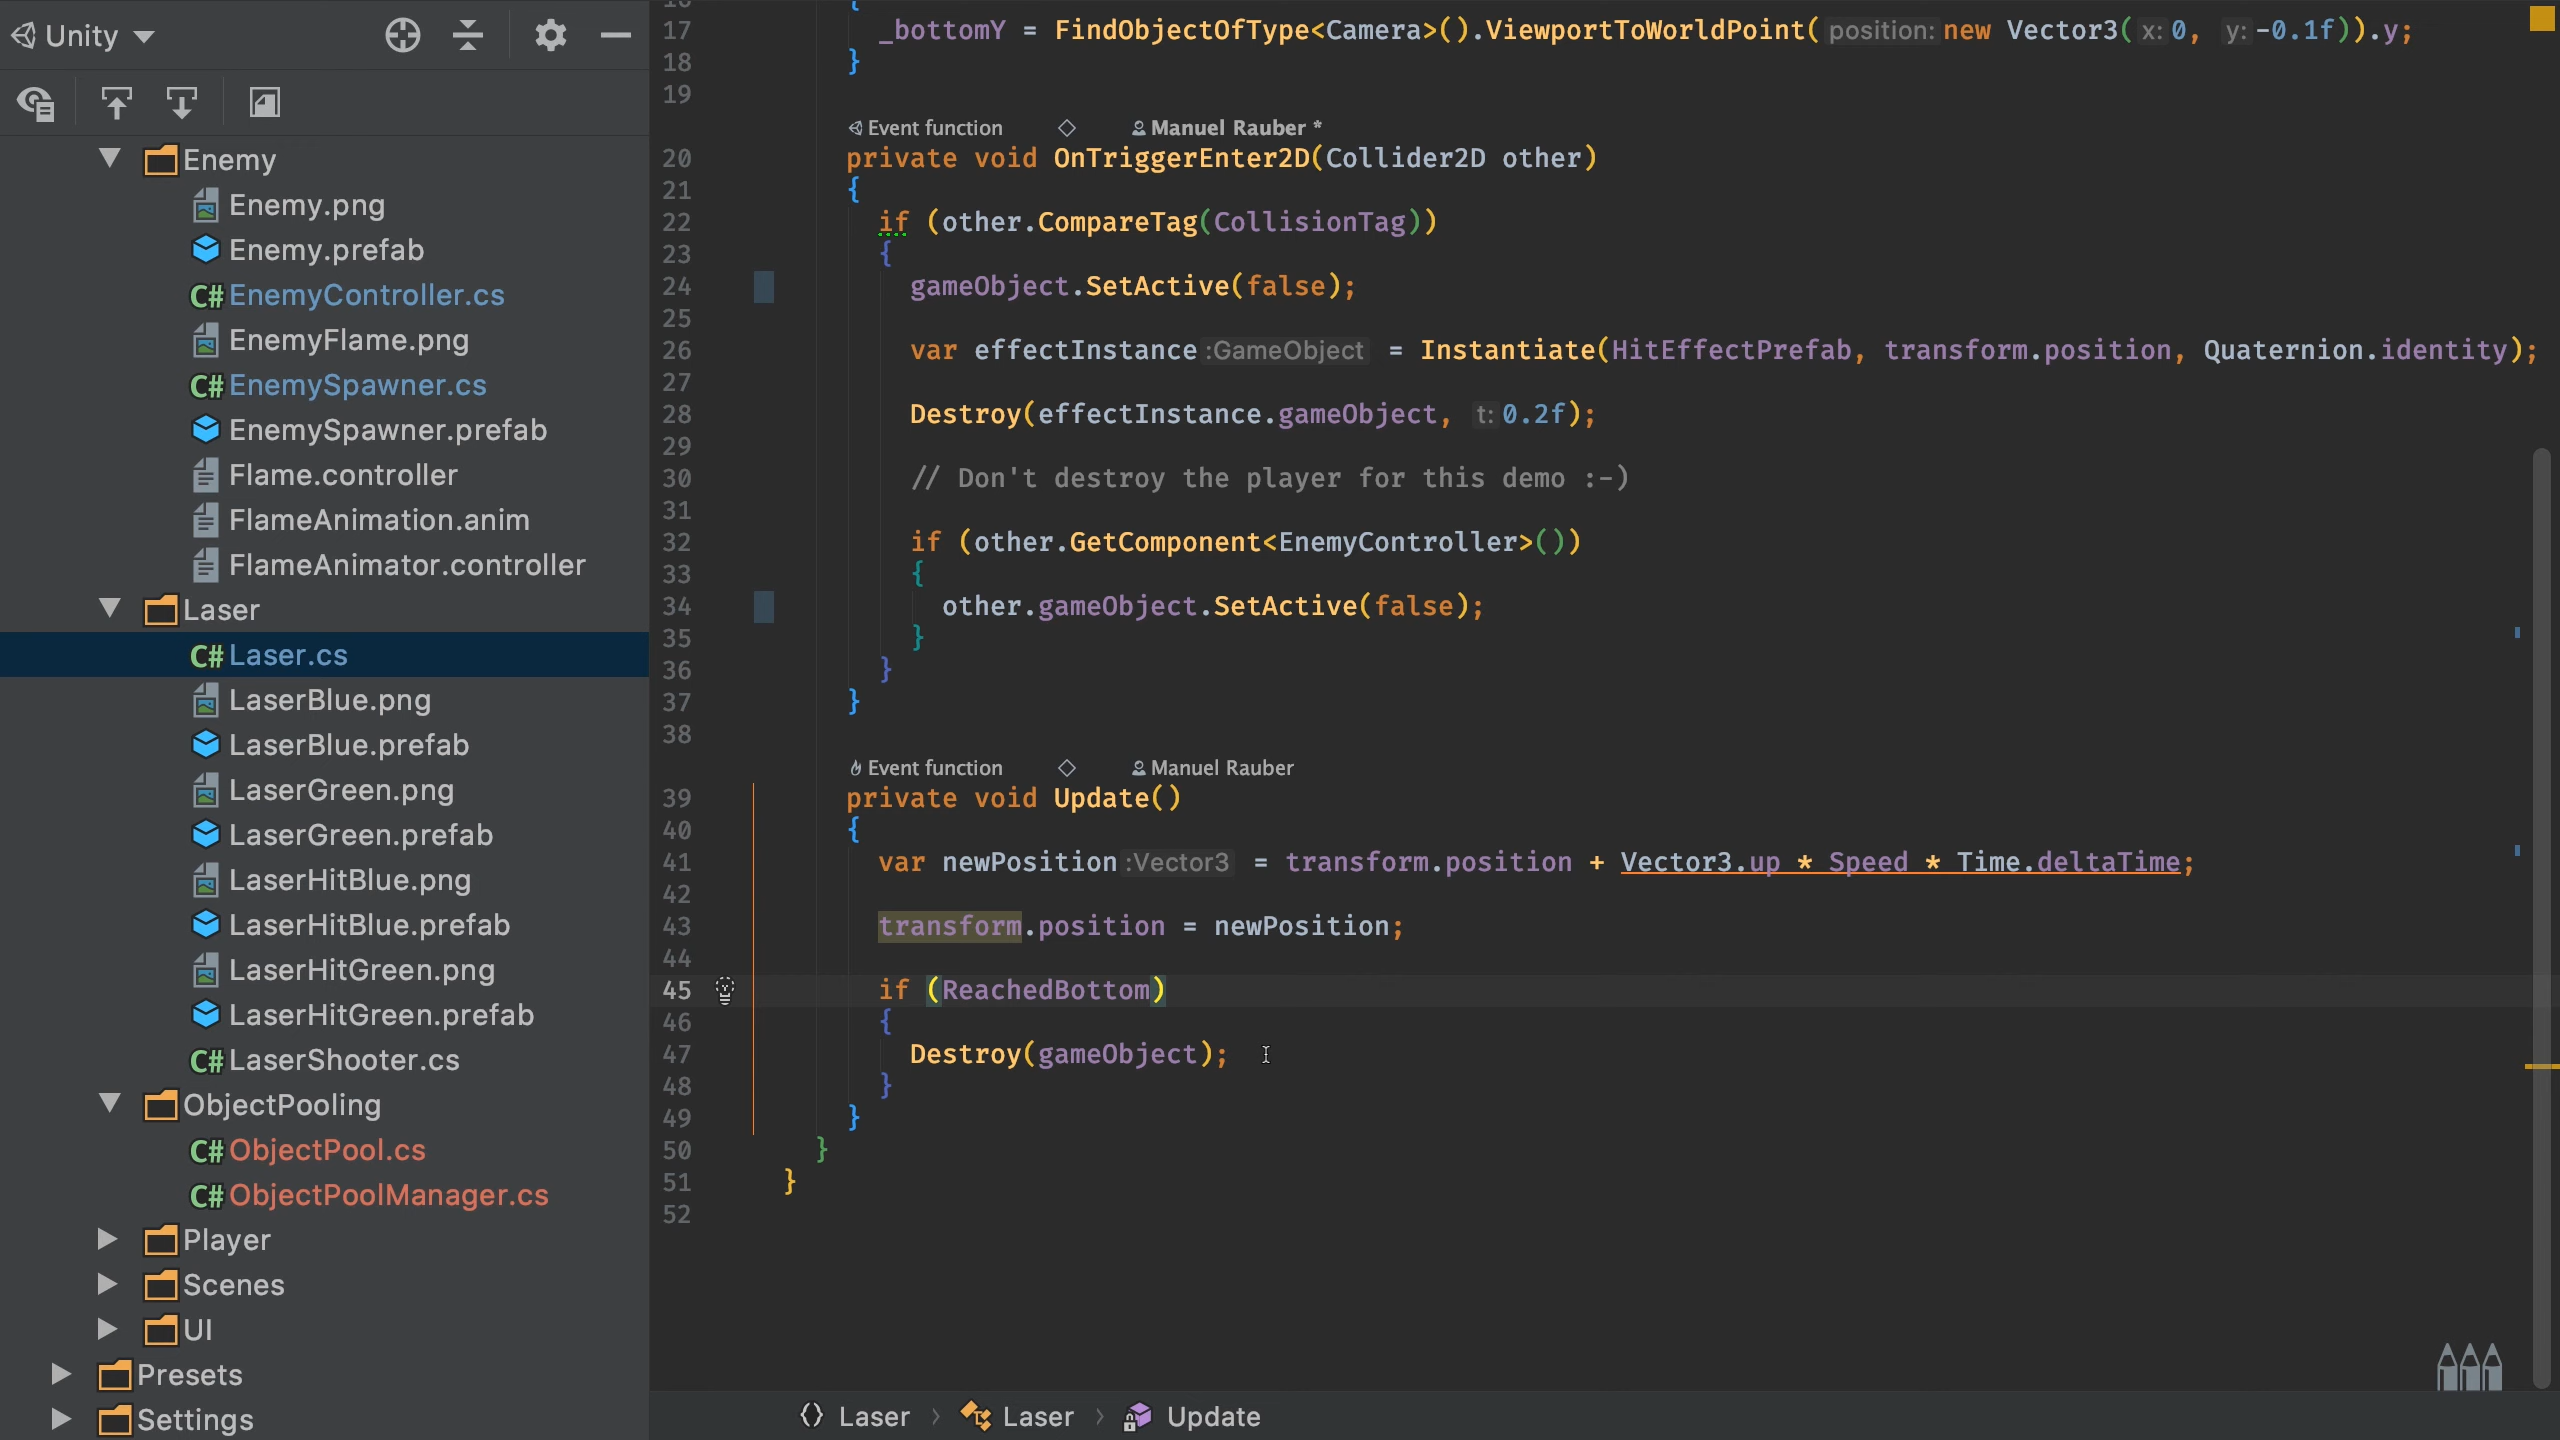 Unity
Enemy
Enemy.png
Enemy.prefab
C# EnemyController.cs
EnemyFlame.png
C# EnemySpawner.cs
EnemySpawner.prefab
Flame.controller
FlameAnimation.anim
FlameAnimator.controller
Laser
C# Laser.cs
LaserBlue.png
LaserBlue.prefab
LaserGreen.png
LaserGreen.prefab
LaserHitBlue.png
LaserHitBlue.prefab
LaserHitGreen.png
LaserHitGreen.prefab
C# LaserShooter.cs
ObjectPooling
C# ObjectPool.cs
C# ObjectPoolManager.cs
Player
Scenes
UI
Presets
Settings
{
17 _bottomY = FindObjectOfType<Camera>().ViewportToWorldPoint( position: new Vector3( x: 0, y: -0.1f)).y;
18 }
19
Event function Manuel Rauber *
20 private void OnTriggerEnter2D(Collider2D other)
21 {
22 if (other.CompareTag(CollisionTag))
23 {
24 gameObject.SetActive(false);
25
26 var effectInstance :GameObject = Instantiate(HitEffectPrefab, transform.position, Quaternion.identity);
27
28 Destroy(effectInstance.gameObject, t: 0.2f);
29
30 // Don't destroy the player for this demo :-)
31
32 if (other.GetComponent<EnemyController>())
33 {
34 other.gameObject.SetActive(false);
35 }
36 }
37 }
38
Event function Manuel Rauber
39 private void Update()
40 {
41 var newPosition :Vector3 = transform.position + Vector3.up * Speed * Time.deltaTime;
42
43 transform.position = newPosition;
44
45 if (ReachedBottom)
46 {
47 Destroy(gameObject);
48 }
49 }
50 }
51 }
52
{} Laser › Laser › Update